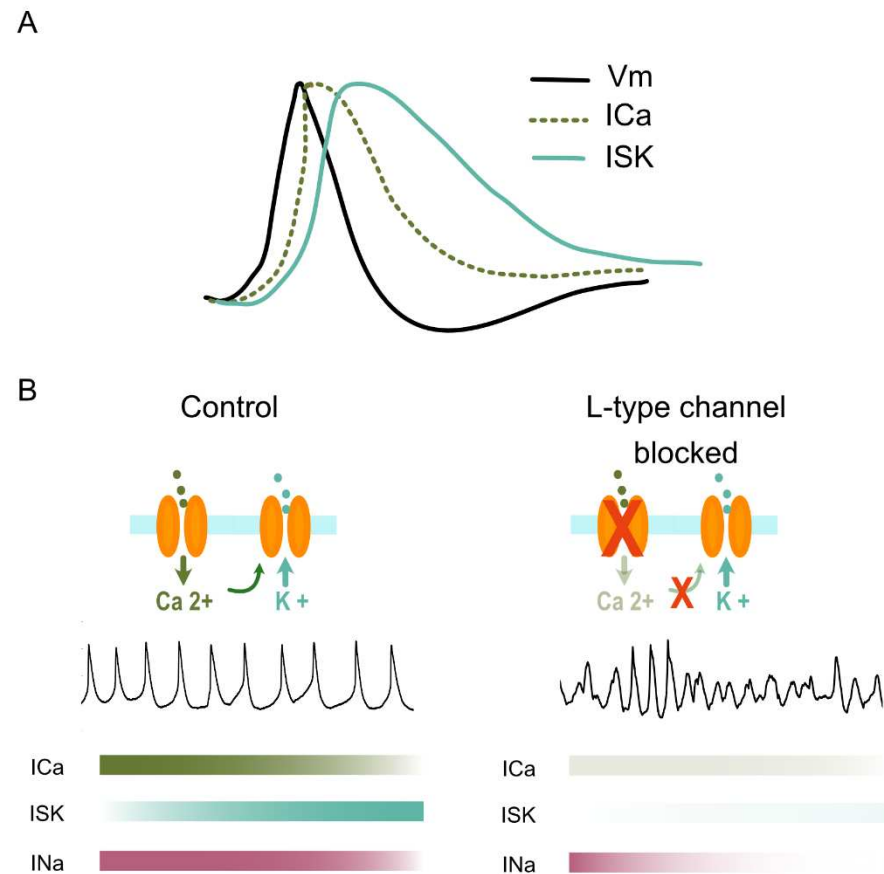 A
Vm
ICa
ISK
B
Control
L-type channel
blocked
Ca 2+
K +
Ca 2+
X
K +
ICa
ISK
INa
ICa
ISK
INa